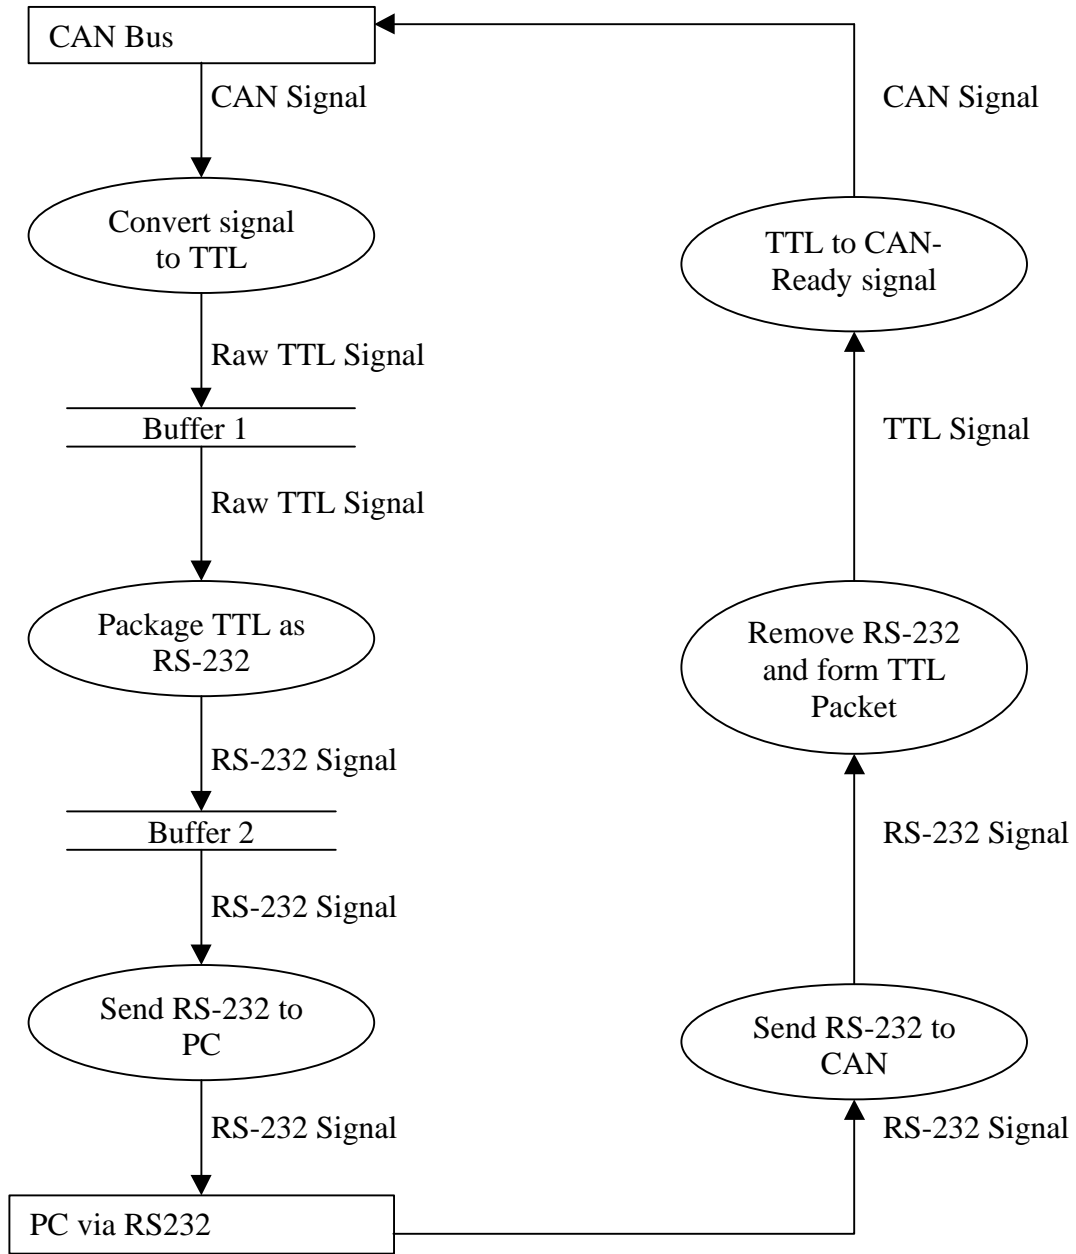 CAN Bus
CAN Signal
Convert signal
to TTL
Raw TTL Signal
Buffer 1
Raw TTL Signal
Package TTL as
RS-232
RS-232 Signal
Buffer 2
RS-232 Signal
Send RS-232 to
PC
RS-232 Signal
PC via RS232
RS-232 Signal
Send RS-232 to
CAN
RS-232 Signal
Remove RS-232
and form TTL
Packet
TTL Signal
TTL to CAN-
Ready signal
CAN Signal